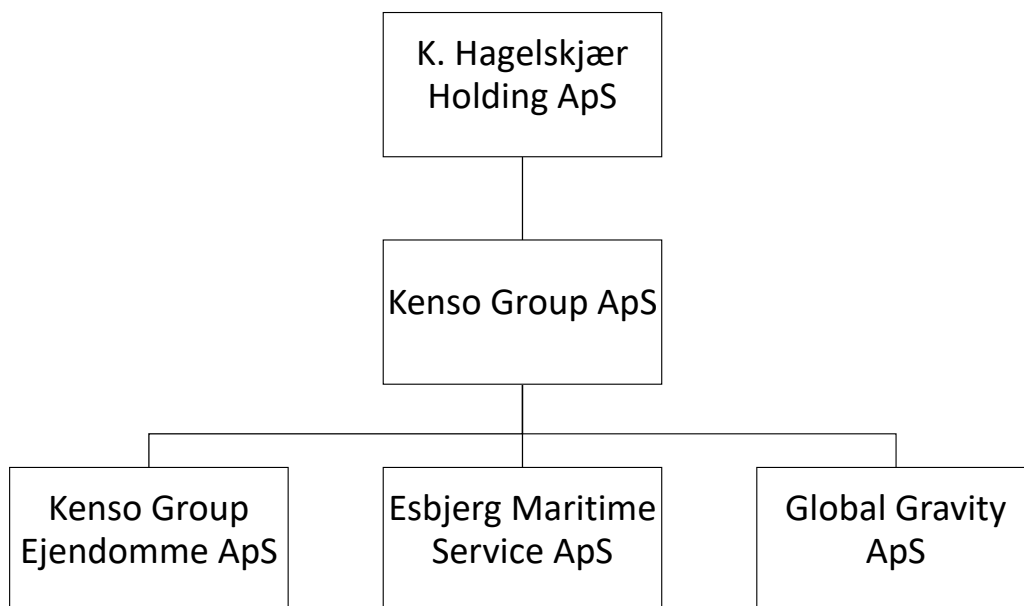 K. Hagelskjær
Holding ApS
Kenso Group ApS
Kenso Group
Ejendomme ApS
Esbjerg Maritime
Service ApS
Global Gravity
ApS